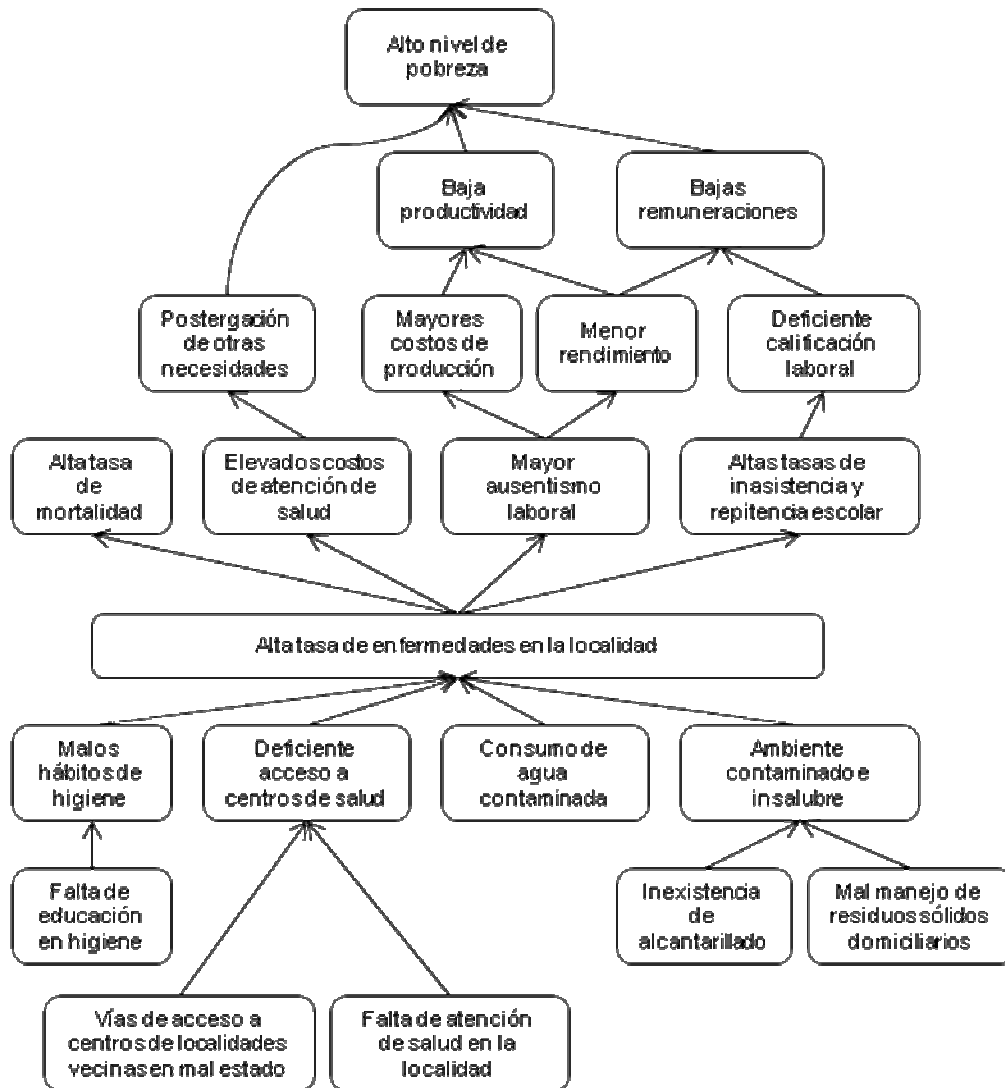 Alto nivel de
pobreza
Baja
productividad
Bajas
remuneraciones
Postergación
de otras
necesidades
Mayores
costos de
producción
Menor
rendimiento
Deficiente
calificación
laboral
Alta tasa
de
mortalidad
Elevados costos
de atención de
salud
Mayor
ausentismo
laboral
Altas tasas de
inasistencia y
repitencia escolar
Alta tasa de enfermedades en la localidad
Malos
hábitos de
higiene
Deficiente
acceso a
centros de salud
Consumo de
agua
contaminada
Ambiente
contaminado e
insalubre
Falta de
educación
en higiene
Inexistencia
de
alcantarillado
Mal manejo de
residuos sólidos
domiciliarios
Vías de acceso a
centros de localidades
vecinas en mal estado
Falta de atención
de salud en la
localidad